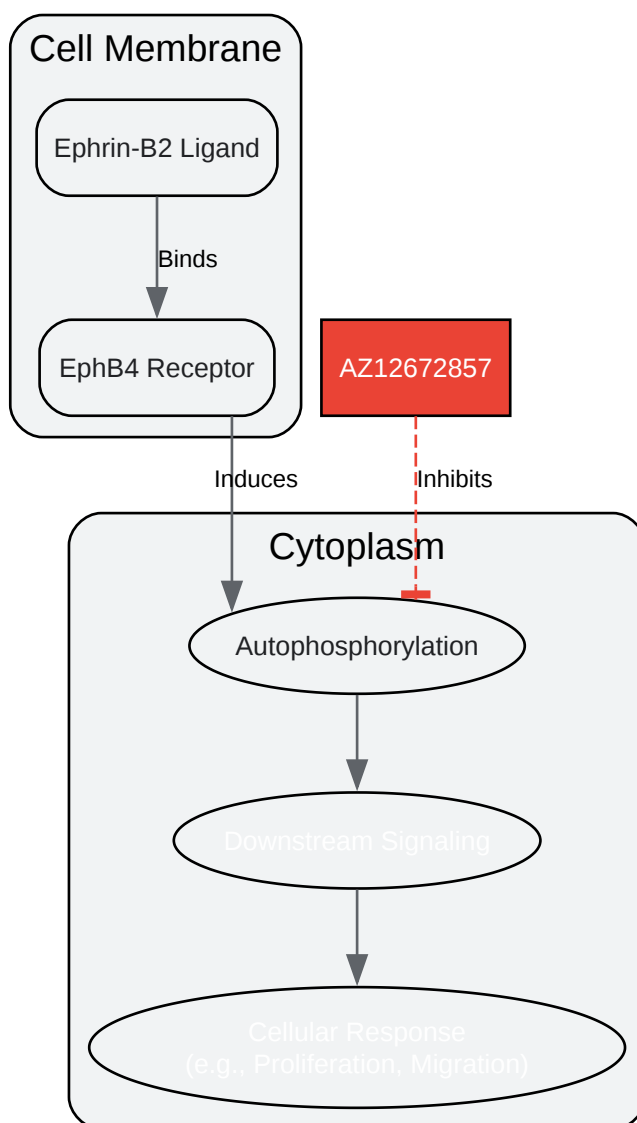 Cell Membrane
Ephrin-B2 Ligand
Binds
EphB4 Receptor
AZ12672857
Induces
Inhibits
Cytoplasm
Autophosphorylation
Downstream Signaling
Cellular Response
(e.g., Proliferation, Migration)